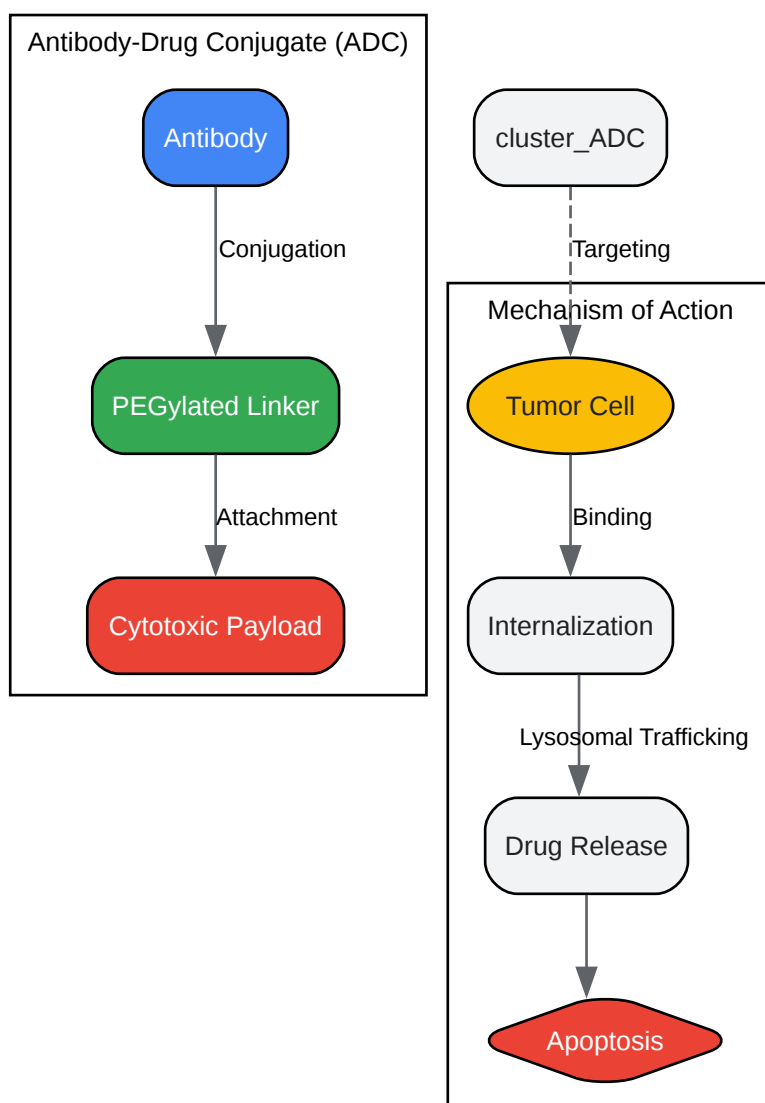 Antibody-Drug Conjugate (ADC)
Antibody
Conjugation
PEGylated Linker
Attachment
Cytotoxic Payload
cluster_ADC
Targeting
Mechanism of Action
Tumor Cell
Binding
Internalization
Lysosomal Trafficking
Drug Release
Apoptosis